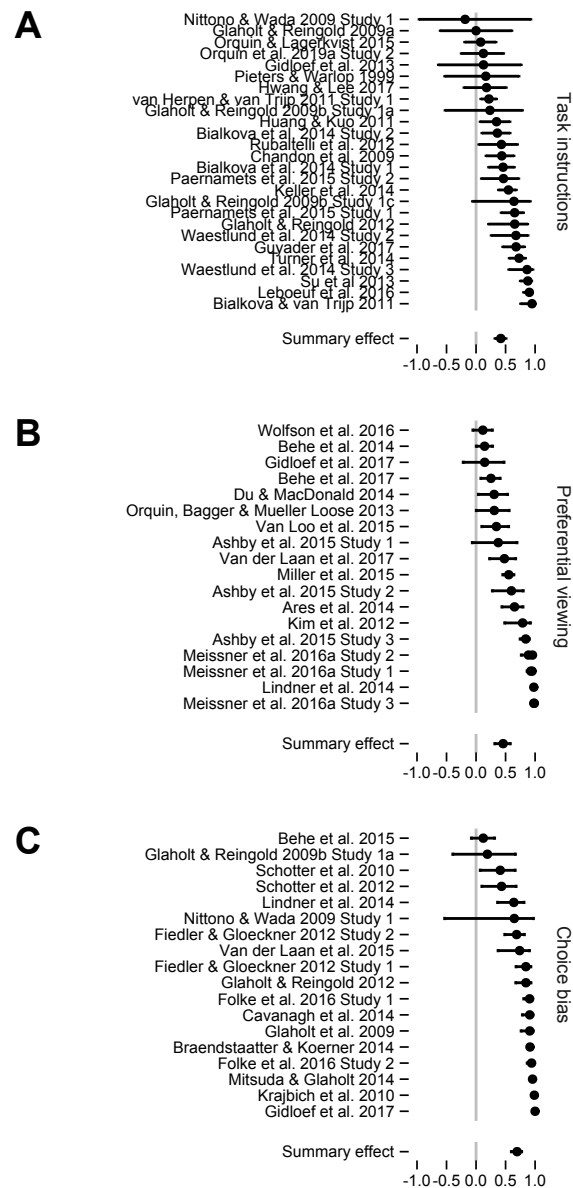 A
Nittono & Wada 2009 Study 1
Glaholt & Reingold 2009a
Orquin & Lagerkvist 2015
Orquin et al. 2019a Study 2
Gidloef et al. 2013
Pieters & Warlop 1999
Hwang & Lee 2017
van Herpen & van Trijp 2011 Study 1
Glaholt & Reingold 2009b Study 1a
Huang & Kuo 2011
Bialkova et al. 2014 Study 2
Rubaltelli et al. 2012
Chandon et al. 2009
Bialkova et al. 2014 Study 1
Paernamets et al. 2015 Study 2
Keller et al. 2014
Glaholt & Reingold 2009b Study 1c
Paernamets et al. 2015 Study 1
Glaholt & Reingold 2012
Waestlund et al. 2014 Study 2
Guyader et al. 2017
Turner et al. 2014
Waestlund et al. 2014 Study 3
Su et al 2013
Leboeuf et al. 2016
Bialkova & van Trijp 2011
Summary effect
-1.0 -0.5 0.0 0.5 1.0
Task instructions
B
Wolfson et al. 2016
Behe et al. 2014
Gidloef et al. 2017
Behe et al. 2017
Du & MacDonald 2014
Orquin, Bagger & Mueller Loose 2013
Van Loo et al. 2015
Ashby et al. 2015 Study 1
Van der Laan et al. 2017
Miller et al. 2015
Ashby et al. 2015 Study 2
Ares et al. 2014
Kim et al. 2012
Ashby et al. 2015 Study 3
Meissner et al. 2016a Study 2
Meissner et al. 2016a Study 1
Lindner et al. 2014
Meissner et al. 2016a Study 3
Summary effect
-1.0 -0.5 0.0 0.5 1.0
Preferential viewing
C
Behe et al. 2015
Glaholt & Reingold 2009b Study 1a
Schotter et al. 2010
Schotter et al. 2012
Lindner et al. 2014
Nittono & Wada 2009 Study 1
Fiedler & Gloeckner 2012 Study 2
Van der Laan et al. 2015
Fiedler & Gloeckner 2012 Study 1
Glaholt & Reingold 2012
Folke et al. 2016 Study 1
Cavanagh et al. 2014
Glaholt et al. 2009
Braendstaatter & Koerner 2014
Folke et al. 2016 Study 2
Mitsuda & Glaholt 2014
Krajbich et al. 2010
Gidloef et al. 2017
Summary effect
-1.0 -0.5 0.0 0.5 1.0
Choice bias